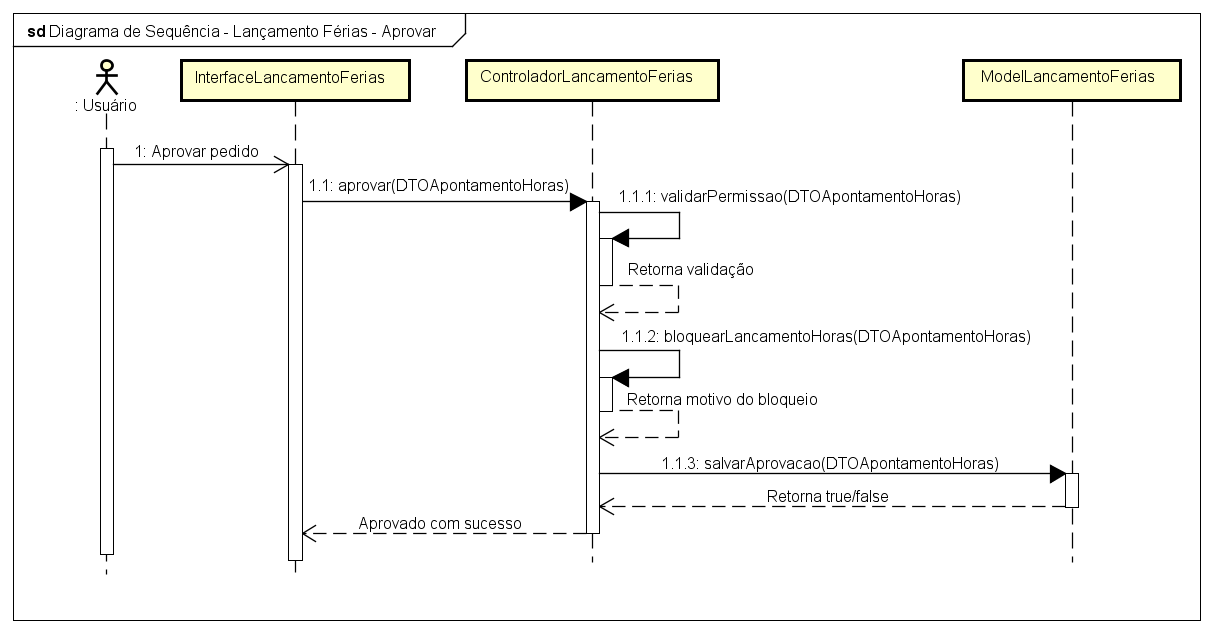 sd Diagrama de Sequência - Lançamento Férias - Aprovar
: Usuário
InterfaceLancamentoFerias
ControladorLancamentoFerias
ModelLancamentoFerias
1: Aprovar pedido
1.1: aprovar(DTOApontamentoHoras)
1.1.1: validarPermissao(DTOApontamentoHoras)
Retorna validação
1.1.2: bloquearLancamentoHoras(DTOApontamentoHoras)
Retorna motivo do bloqueio
1.1.3: salvarAprovacao(DTOApontamentoHoras)
Retorna true/false
Aprovado com sucesso